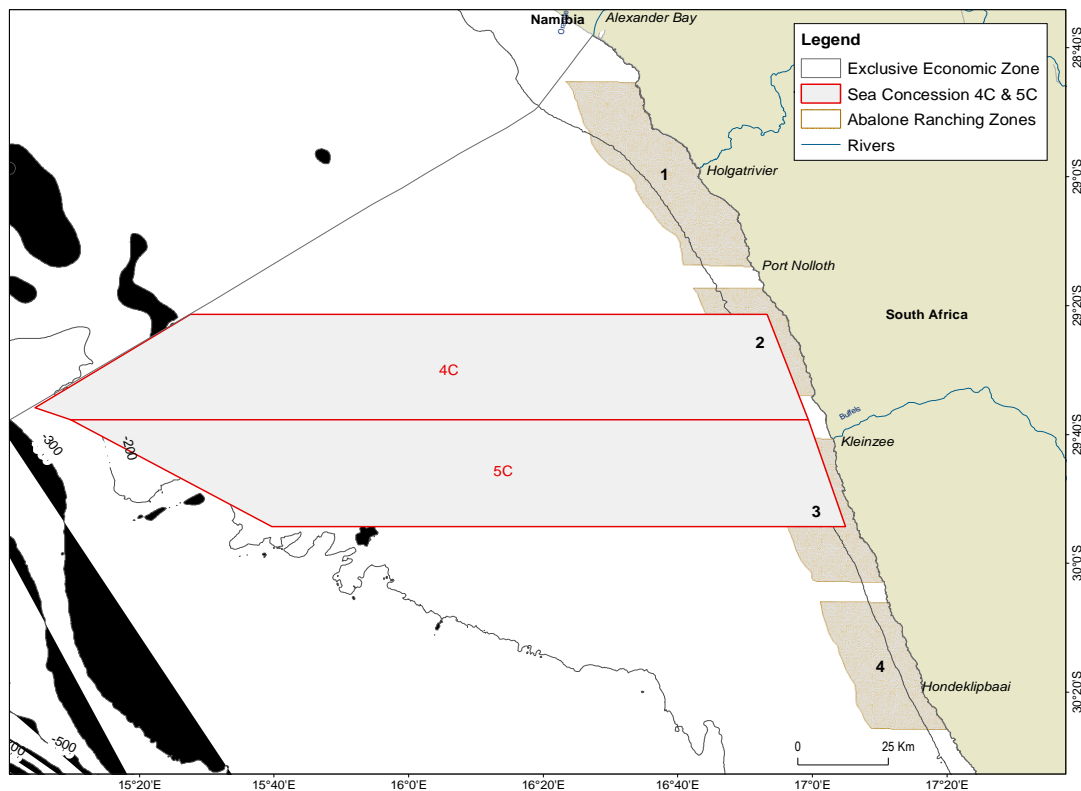 Namibia
Alexander Bay
Legend
Exclusive Economic Zone
Sea Concession 4C & 5C
Abalone Ranching Zones
Rivers
28°40'S
29°0'S
29°20'S
29°40'S
30°0'S
30°20'S
1
Holgatrivier
Port Nolloth
South Africa
2
4C
Buffels
Kleinzee
-300
-200
5C
3
4
Hondeklipbaai
-500
0 25 Km
15°20'E
15°40'E
16°0'E
16°20'E
16°40'E
17°0'E
17°20'E